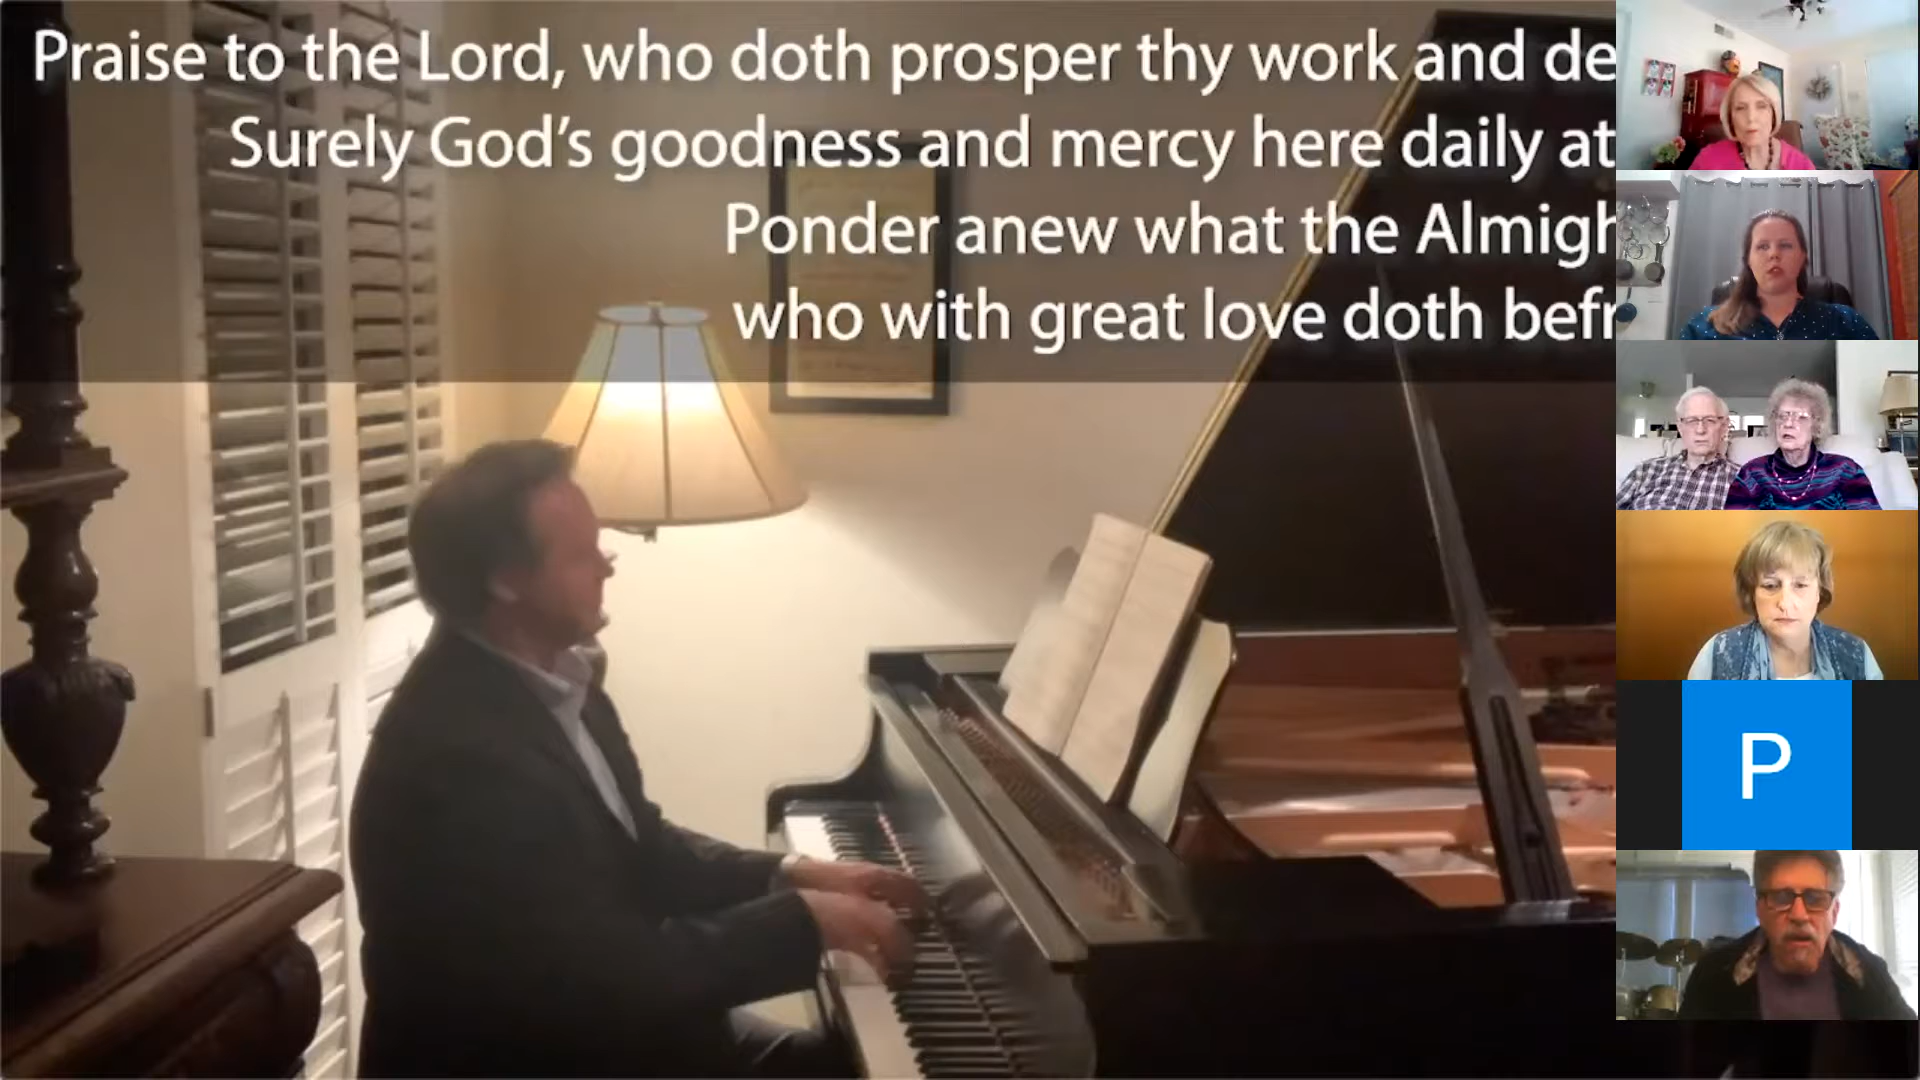 Praise to the Lord, who doth prosper thy work and de
Surely God's goodness and mercy here daily at
Ponder anew what the Almigh
who with great love doth befr
P